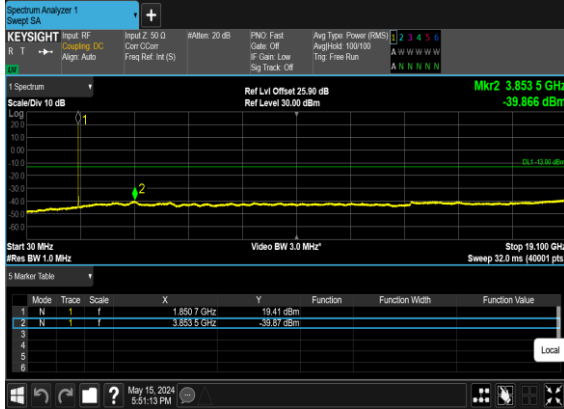 Spectrum Analyzer 1
Swept SA
+
KEYSIGHT Input: RF Input Z: 50 Ω #Atten: 20 dB PNO: Fast Avg Type: Power (RMS) 1 2 3 4 5 6
R T Coupling: DC Corr CCorr Gate: Off Avg|Hold: 100/100 A W W W W W
Align: Auto Freq Ref: Int (S) IF Gain: Low Trig: Free Run
Sig Track: Off A N N N N N
1 Spectrum
Ref Lvl Offset 25.90 dB Mkr2 3.853 5 GHz
Scale/Div 10 dB Ref Level 30.00 dBm -39.866 dBm
Log
20.0
10.0
0.00
-10.0
-20.0
-30.0
-40.0
-50.0
-60.0
1
DL1 -13.00 dBm
2
Start 30 MHz Video BW 3.0 MHz* Stop 19.100 GHz
#Res BW 1.0 MHz Sweep 32.0 ms (40001 pts)
5 Marker Table
Mode Trace Scale X Y Function Function Width Function Value
1 N 1 f 1.850 7 GHz 19.41 dBm
2 N 1 f 3.853 5 GHz -39.87 dBm
3
4
5
6
Local
? May 15, 2024
5:51:13 PM